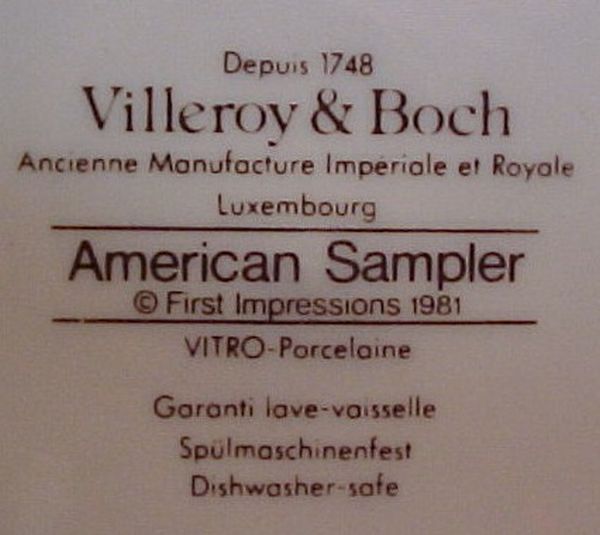 Depuis 1748
Villeroy & Boch
Ancienne Manufacture Impériale et Royale
Luxembourg
American Sampler
© First Impressions 1981
VITRO-Porcelaine
Garanti lave-vaisselle
Spülmaschinenfest
Dishwasher-safe